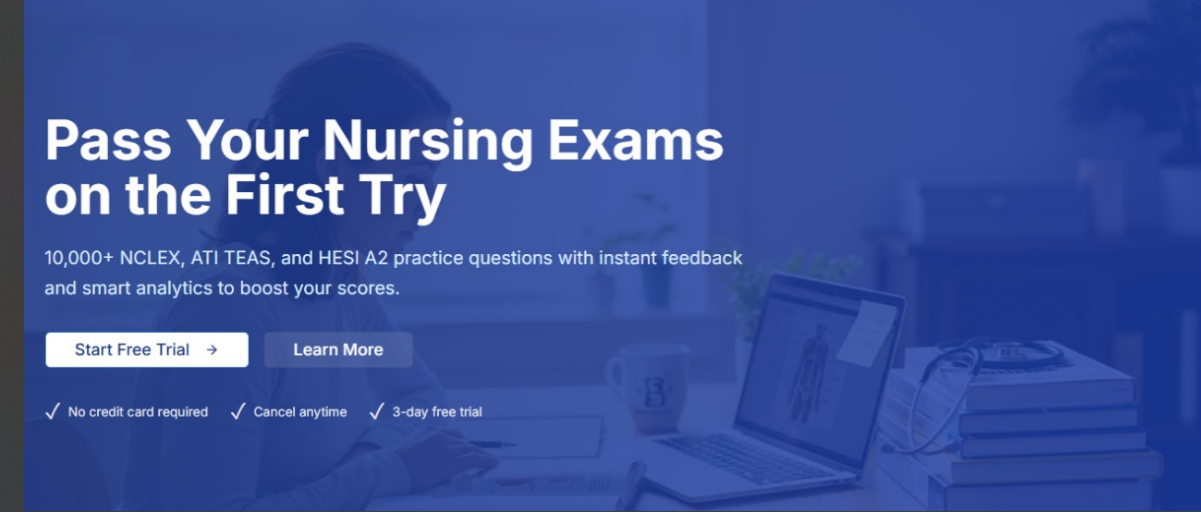 Pass Your Nursing Exams
on the First Try
10,000+ NCLEX, ATI TEAS, and HESI A2 practice questions with instant feedback
and smart analytics to boost your scores.
Start Free Trial →
Learn More
✓ No credit card required ✓ Cancel anytime ✓ 3-day free trial